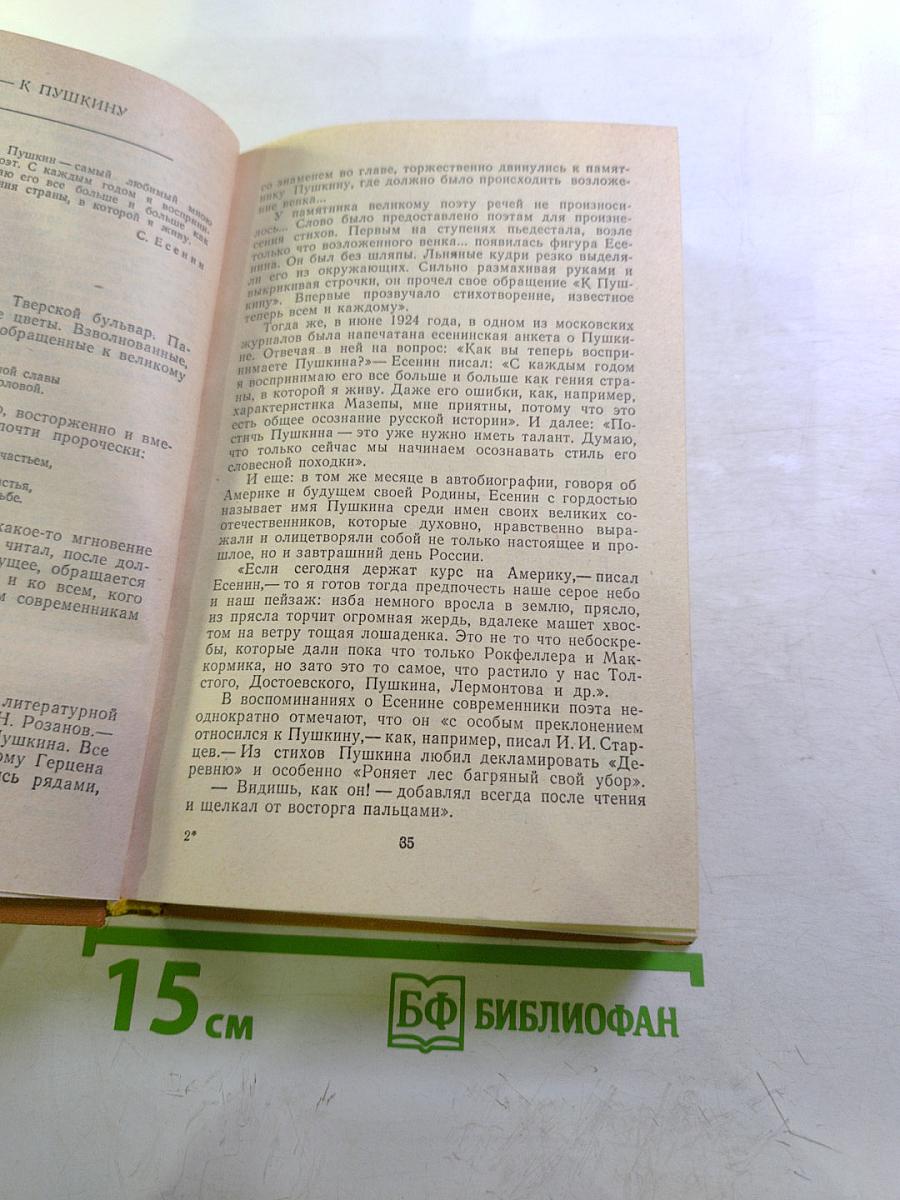 — К ПУШКИНУ
Пушкин — самый любимый мною
поэт. С каждым годом я восприни-
маю его все больше и больше как
гения страны, в которой я живу.
С. Есенин
Тверской бульвар. Па-
цветы. Взволнованные,
обращенные к великому
ной славы
оловой.
о, восторженно и вме-
почти пророчески:
частьем,
стья,
ьбе.
какое-то мгновение
читал, после дол-
ущее, обращается
и ко всем, кого
м современникам
литературной
Н. Розанов.—
Пушкина. Все
ому Герцена
ись рядами,
со знаменем во главе, торжественно двинулись к памят-
нику Пушкину, где должно было происходить возложе-
ние венка...
У памятника великому поэту речей не произноси-
лось... Слово было предоставлено поэтам для произне-
сения стихов. Первым на ступенях пьедестала, возле
только что возложенного венка... появилась фигура Есе-
нина. Он был без шляпы. Льняные кудри резко выделя-
ли его из окружающих. Сильно размахивая руками и
выкрикивая строчки, он прочел свое обращение «К Пуш-
кину». Впервые прозвучало стихотворение, известное
теперь всем и каждому».
Тогда же, в июне 1924 года, в одном из московских
журналов была напечатана есенинская анкета о Пушки-
не. Отвечая в ней на вопрос: «Как вы теперь воспри-
нимаете Пушкина?»— Есенин писал: «С каждым годом
я воспринимаю его все больше и больше как гения стра-
ны, в которой я живу. Даже его ошибки, как, например,
характеристика Мазепы, мне приятны, потому что это
есть общее осознание русской истории». И далее: «По-
стичь Пушкина — это уже нужно иметь талант. Думаю,
что только сейчас мы начинаем осознавать стиль его
словесной походки».
И еще: в том же месяце в автобиографии, говоря об
Америке и будущем своей Родины, Есенин с гордостью
называет имя Пушкина среди имен своих великих со-
отечественников, которые духовно, нравственно выра-
жали и олицетворяли собой не только настоящее и про-
шлое, но и завтрашний день России.
«Если сегодня держат курс на Америку,— писал
Есенин,— то я готов тогда предпочесть наше серое небо
и наш пейзаж: изба немного вросла в землю, прясло,
из прясла торчит огромная жердь, вдалеке машет хвос-
том на ветру тощая лошаденка. Это не то что небоскре-
бы, которые дали пока что только Рокфеллера и Мак-
кормика, но зато это то самое, что растило у нас Тол-
стого, Достоевского, Пушкина, Лермонтова и др.».
В воспоминаниях о Есенине современники поэта не-
однократно отмечают, что он «с особым преклонением
относился к Пушкину,— как, например, писал И. И. Стар-
цев.— Из стихов Пушкина любил декламировать «Де-
ревню» и особенно «Роняет лес багряный свой убор».
— Видишь, как он! — добавлял всегда после чтения
и щелкал от восторга пальцами».
2*
35
15 см
БФ БИБЛИОФАН